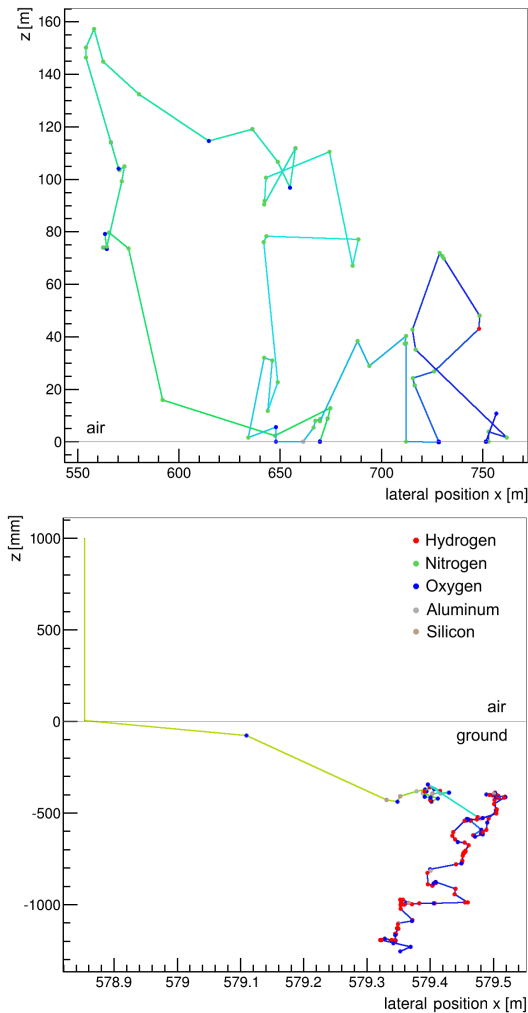 z [m]
160
140
120
100
80
60
40
20
0
air
550 600 650 700 750
lateral position x [m]
z [mm]
1000
500
0
-500
-1000
Hydrogen
Nitrogen
Oxygen
Aluminum
Silicon
air
ground
578.9 579 579.1 579.2 579.3 579.4 579.5
lateral position x [m]